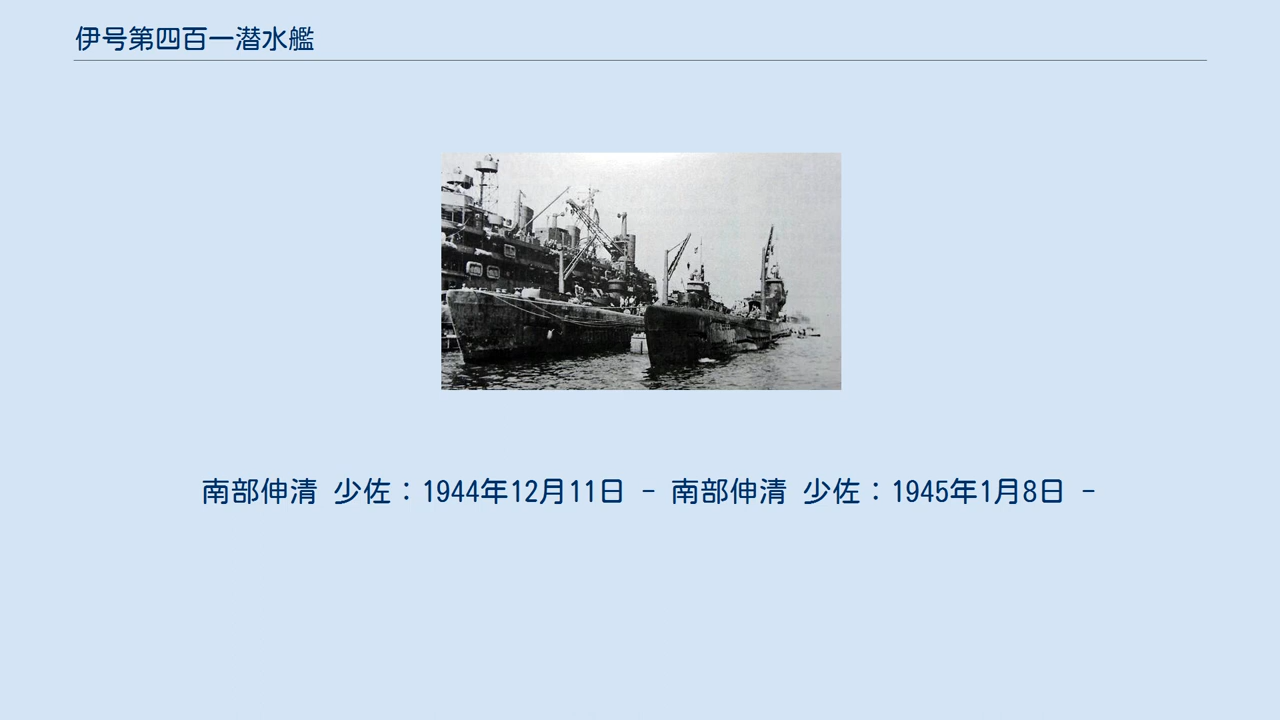 伊号第四百一潜水艦
南部伸清 少佐：1944年12月11日 - 南部伸清 少佐：1945年1月8日 -